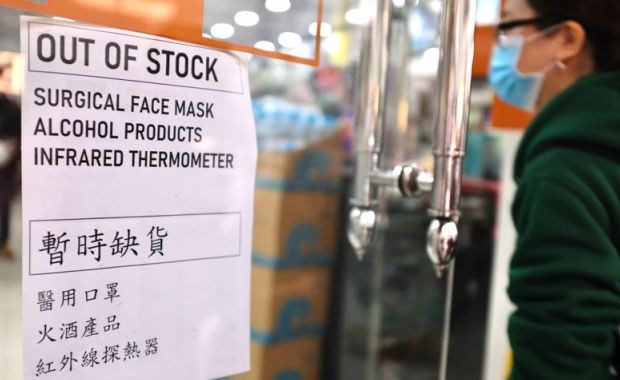 OUT OF STOCK
SURGICAL FACE MASK
ALCOHOL PRODUCTS
INFRARED THERMOMETER
暫時缺貨
醫用口罩
火酒產品
紅外線探熱器